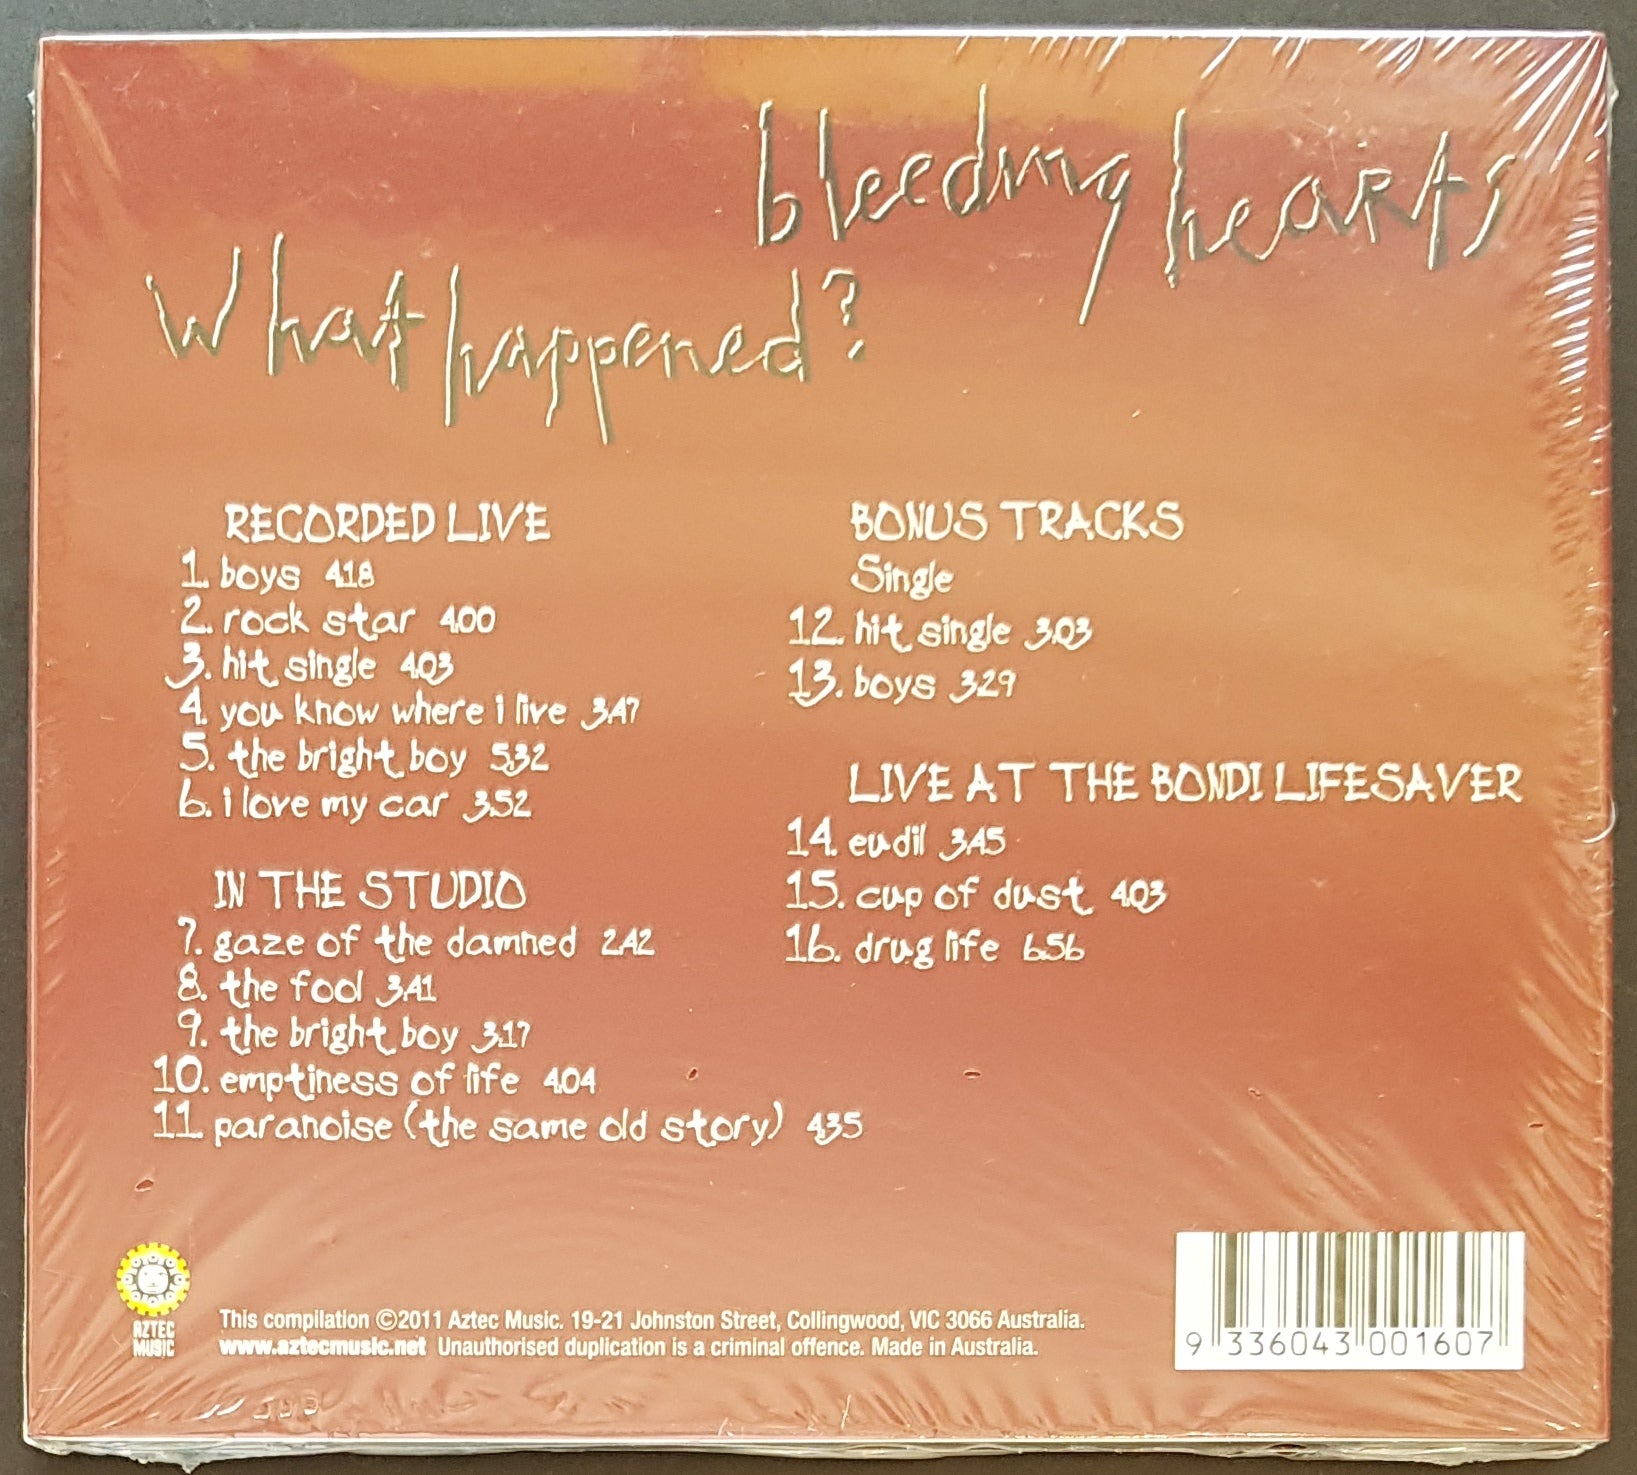 bleeding hearts
What happened?
RECORDED LIVE
1. boys 4.18
2. rock star 4.00
3. hit single 4.03
4. you know where i live 3.47
5. the bright boy 5.32
6. i love my car 3.52
IN THE STUDIO
7. gaze of the damned 2.42
8. the fool 3.41
9. the bright boy 3.17
10. emptiness of life 4.04
11. paranoise (the same old story) 4.35
BONUS TRACKS
Single
12. hit single 3.03
13. boys 3.29
LIVE AT THE BONDI LIFESAVER
14. eudil 3.45
15. cup of dust 4.03
16. drug life 6.56
AZTEC
MUSIC
This compilation ©2011 Aztec Music. 19-21 Johnston Street, Collingwood, VIC 3066 Australia.
www.aztecmusic.net Unauthorised duplication is a criminal offence. Made in Australia.
9 336043 001607